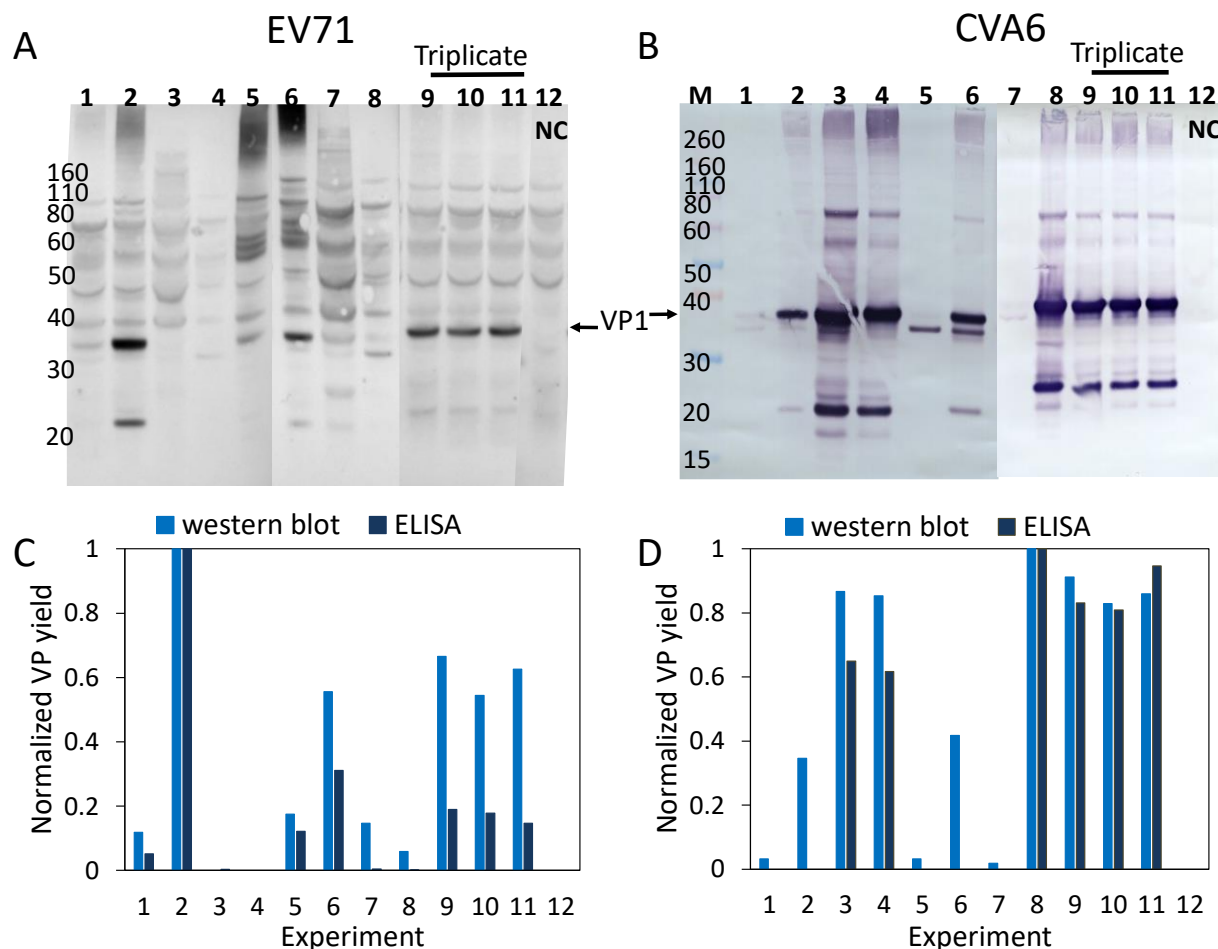 A
EV71
Triplicate
1 2 3 4 5 6 7 8 9 10 11 12
NC
160
110
80
60
50
40
30
20
VP1
B
CVA6
Triplicate
M 1 2 3 4 5 6 7 8 9 10 11 12
NC
260
160
110
80
60
50
40
30
20
15
C
western blot ELISA
Normalized VP yield
1
0.8
0.6
0.4
0.2
0
1 2 3 4 5 6 7 8 9 10 11 12
Experiment
D
western blot ELISA
Normalized VP yield
1
0.8
0.6
0.4
0.2
0
1 2 3 4 5 6 7 8 9 10 11 12
Experiment